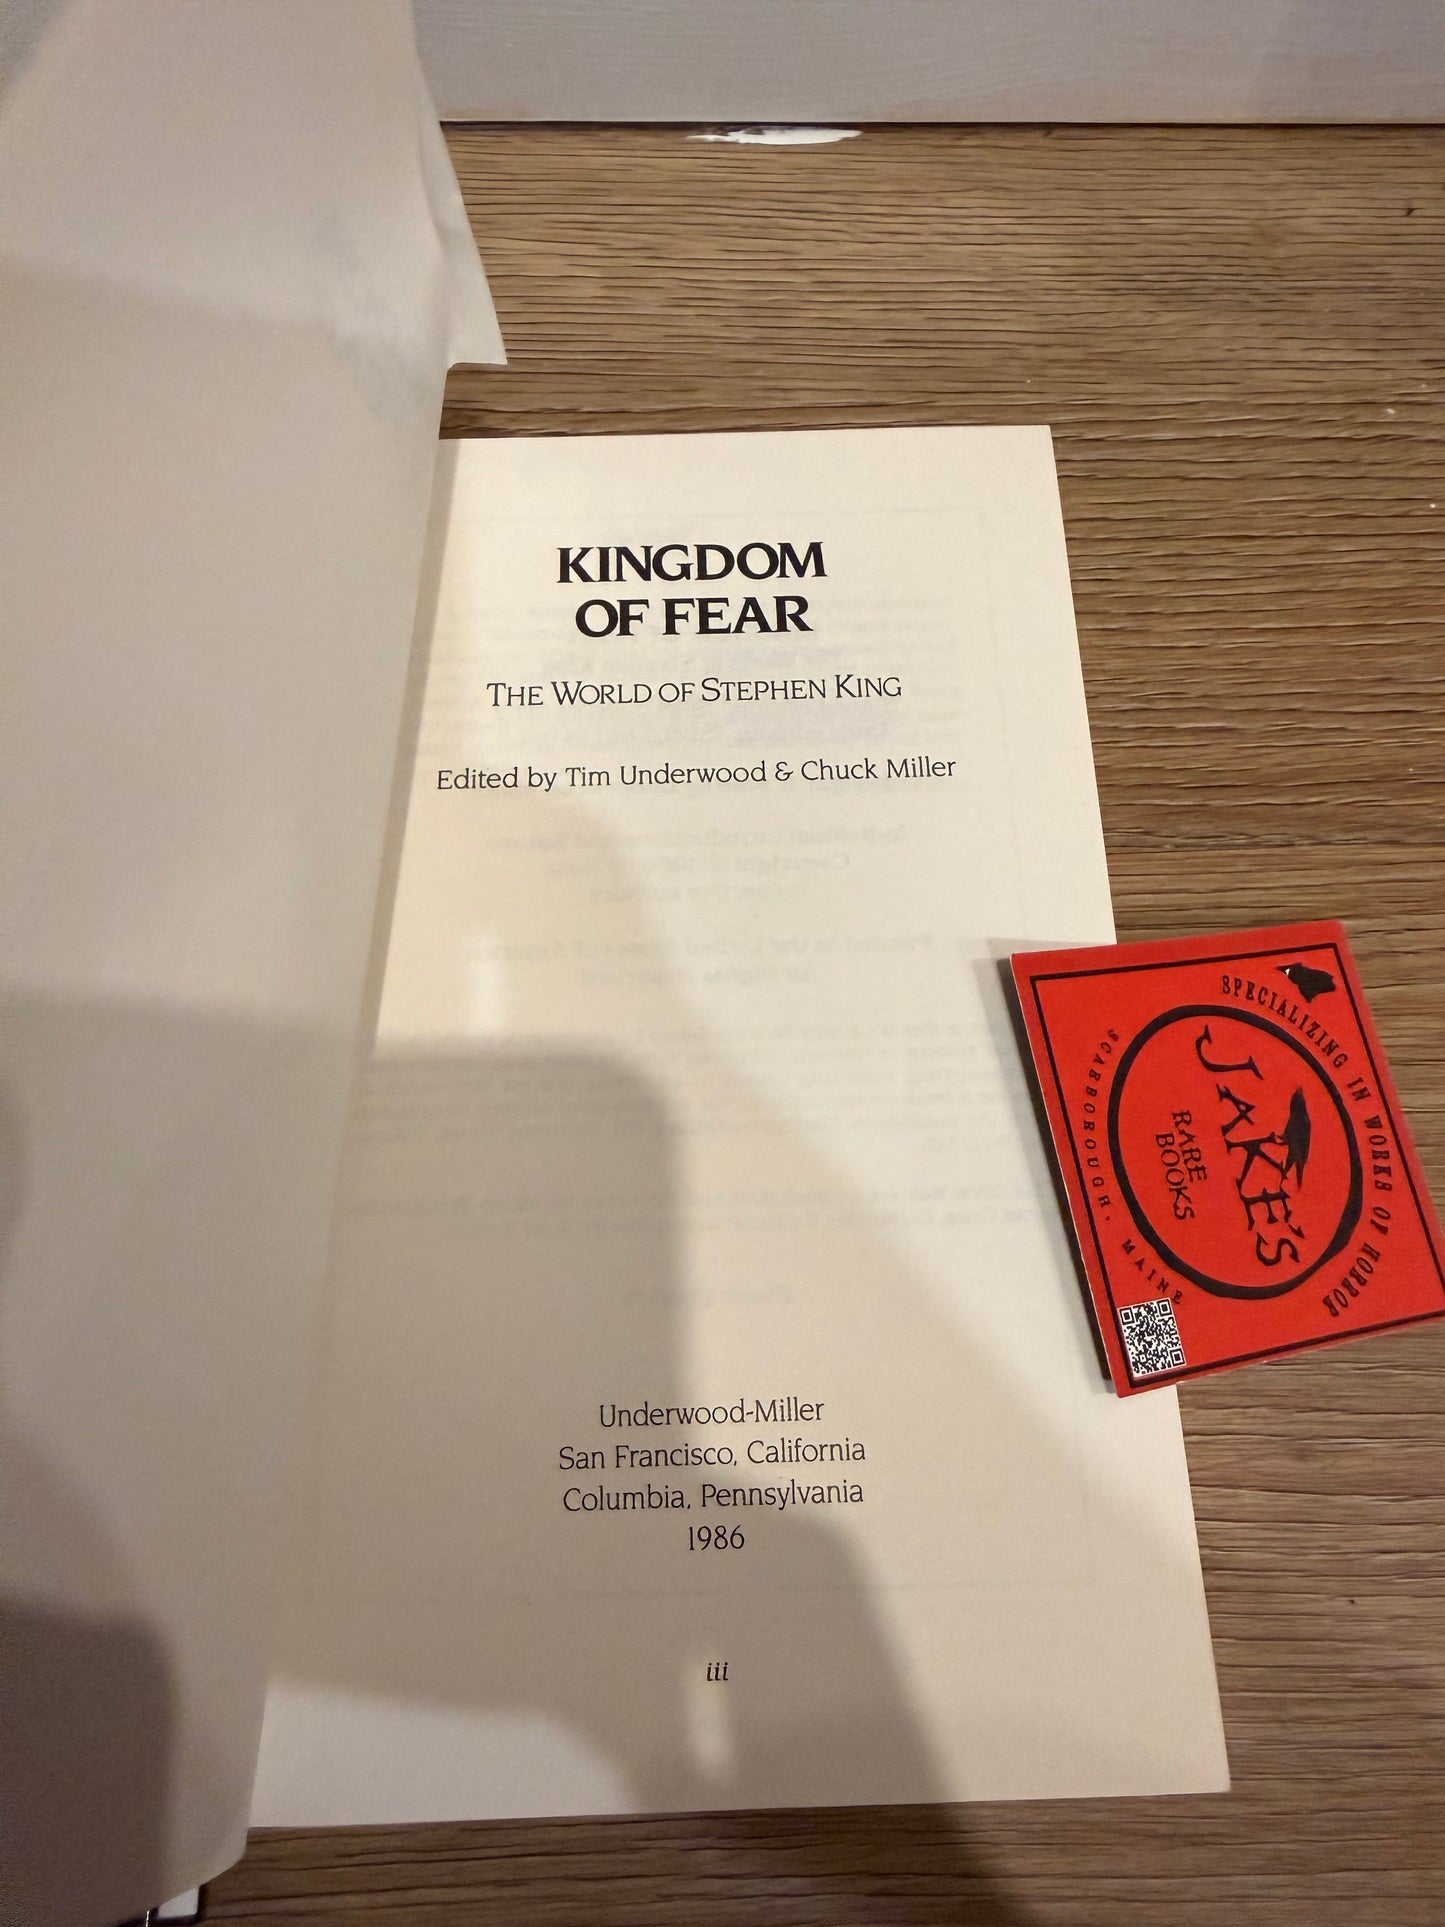 KINGDOM
OF FEAR
THE WORLD OF STEPHEN KING
Edited by Tim Underwood & Chuck Miller
Underwood-Miller
San Francisco, California
Columbia, Pennsylvania
1986
iii
SPECIALIZING IN WORKS OF HORROR
JAKE'S
RARE
BOOKS
SCARBOROUGH, MAINE